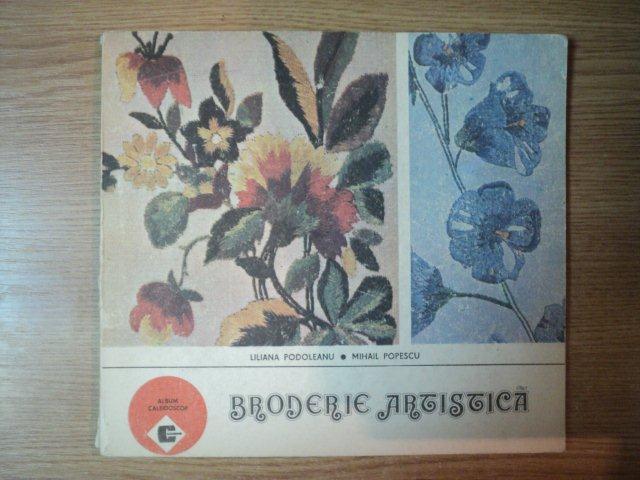 LILIANA PODOLEANU ● MIHAIL POPESCU
ALBUM
CALEIDOSCOP
BRODERIE ARTISTICĂ